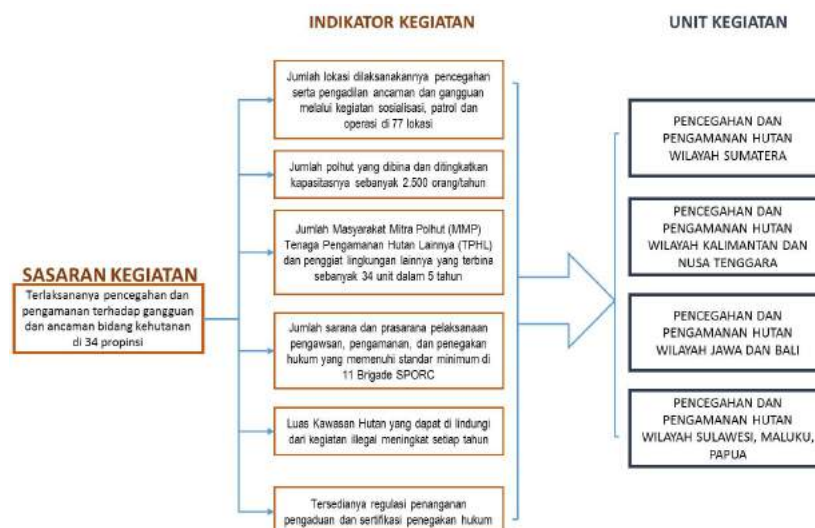 INDIKATOR KEGIATAN
Jumlah lokasi dilaksanakannya pencegahan
serta pengadilan ancaman dan gangguan
melalui kegiatan sosialisasi, patrol dan
operasi di 77 lokasi
Jumlah polhut yang dibina dan ditingkatkan
kapasitasnya sebanyak 2.500 orang/tahun
Jumlah Masyarakat Mitra Polhut (MMP)
Tenaga Pengamanan Hutan Lainnya (TPHL)
dan penggiat lingkungan lainnya yang terbina
sebanyak 34 unit dalam 5 tahun
SASARAN KEGIATAN
Terlaksananya pencegahan dan
pengamanan terhadap gangguan
dan ancaman bidang kehutanan
di 34 propinsi
Jumlah sarana dan prasarana pelaksanaan
pengawsan, pengamanan, dan penegakan
hukum yang memenuhi standar minimum di
11 Brigade SPORC
Luas Kawasan Hutan yang dapat di lindungi
dari kegiatan illegal meningkat setiap tahun
Tersedianya regulasi penanganan
pengaduan dan sertifikasi penegakan hukum
UNIT KEGIATAN
PENCEGAHAN DAN
PENGAMANAN HUTAN
WILAYAH SUMATERA
PENCEGAHAN DAN
PENGAMANAN HUTAN
WILAYAH KALIMANTAN DAN
NUSA TENGGARA
PENCEGAHAN DAN
PENGAMANAN HUTAN
WILAYAH JAWA DAN BALI
PENCEGAHAN DAN
PENGAMANAN HUTAN
WILAYAH SULAWESI, MALUKU,
PAPUA